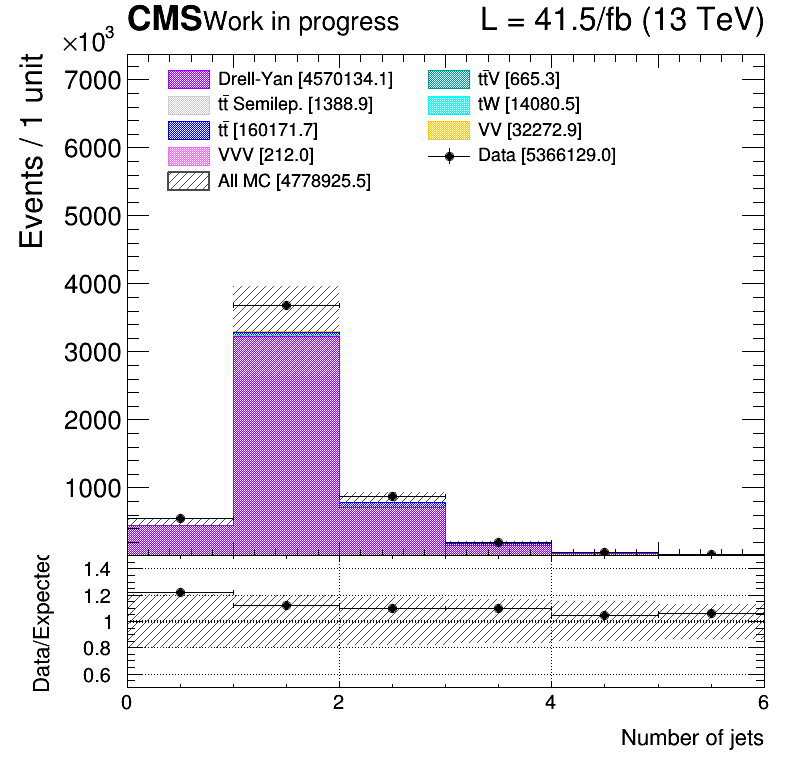 CMS Work in progress L = 41.5/fb (13 TeV)
×10³
Events / 1 unit
7000
6000
5000
4000
3000
2000
1000
Drell-Yan [4570134.1]
tt̄ Semilep. [1388.9]
tt̄ [160171.7]
VVV [212.0]
All MC [4778925.5]
tt̄V [665.3]
tW [14080.5]
VV [32272.9]
Data [5366129.0]
Data/Expected
1.4
1.2
1
0.8
0.6
0 2 4 6
Number of jets